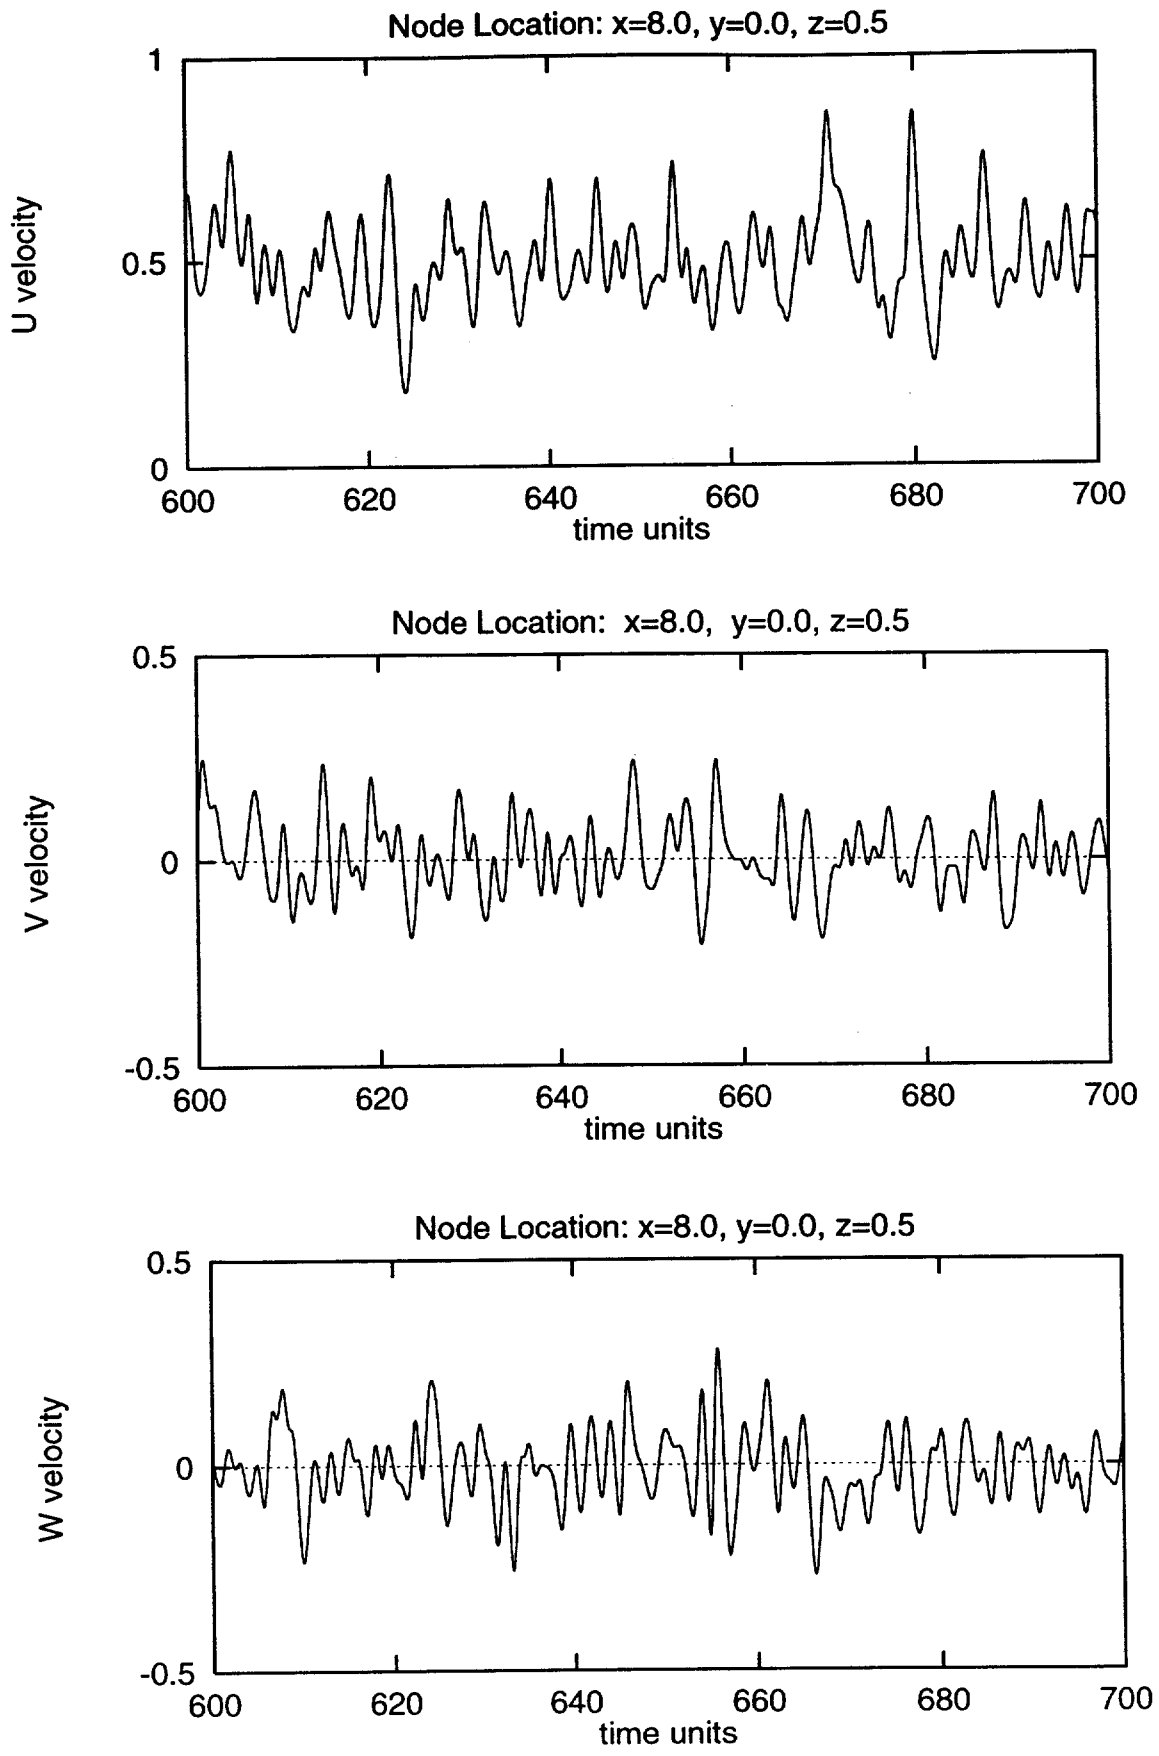 Node Location: x=8.0, y=0.0, z=0.5
1
0.5
0
U velocity
600 620 640 660 680 700
time units
Node Location: x=8.0, y=0.0, z=0.5
0.5
0
-0.5
V velocity
600 620 640 660 680 700
time units
Node Location: x=8.0, y=0.0, z=0.5
0.5
0
-0.5
W velocity
600 620 640 660 680 700
time units